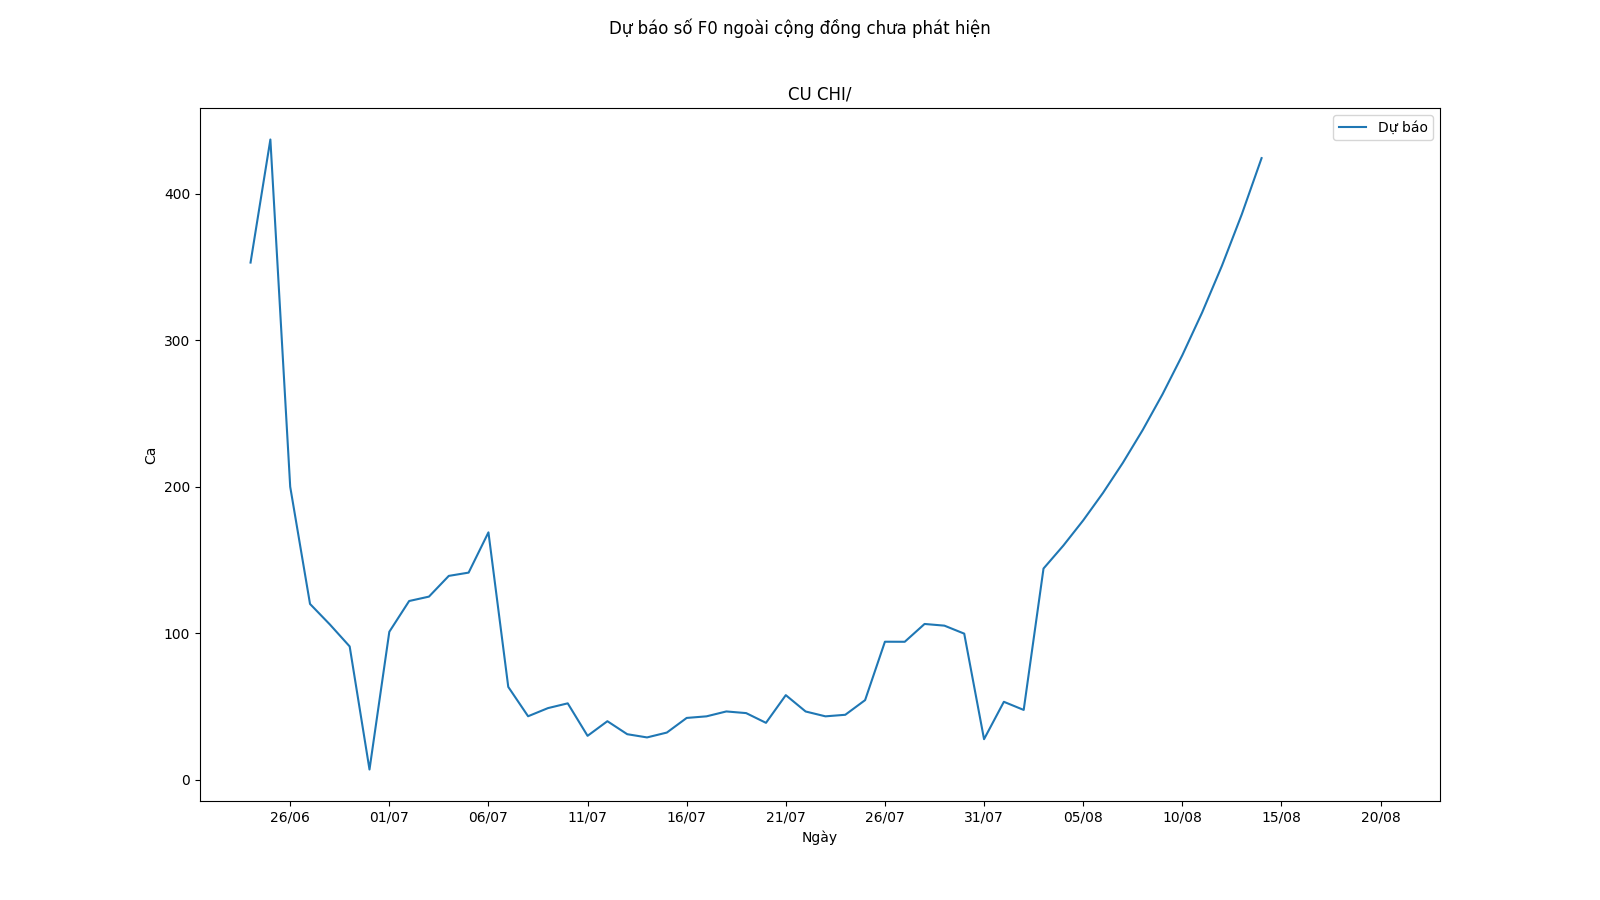 Dự báo số F0 ngoài cộng đồng chưa phát hiện
CU CHI/
Dự báo
400
300
200
100
0
Ca
26/06 01/07 06/07 11/07 16/07 21/07 26/07 31/07 05/08 10/08 15/08 20/08
Ngày